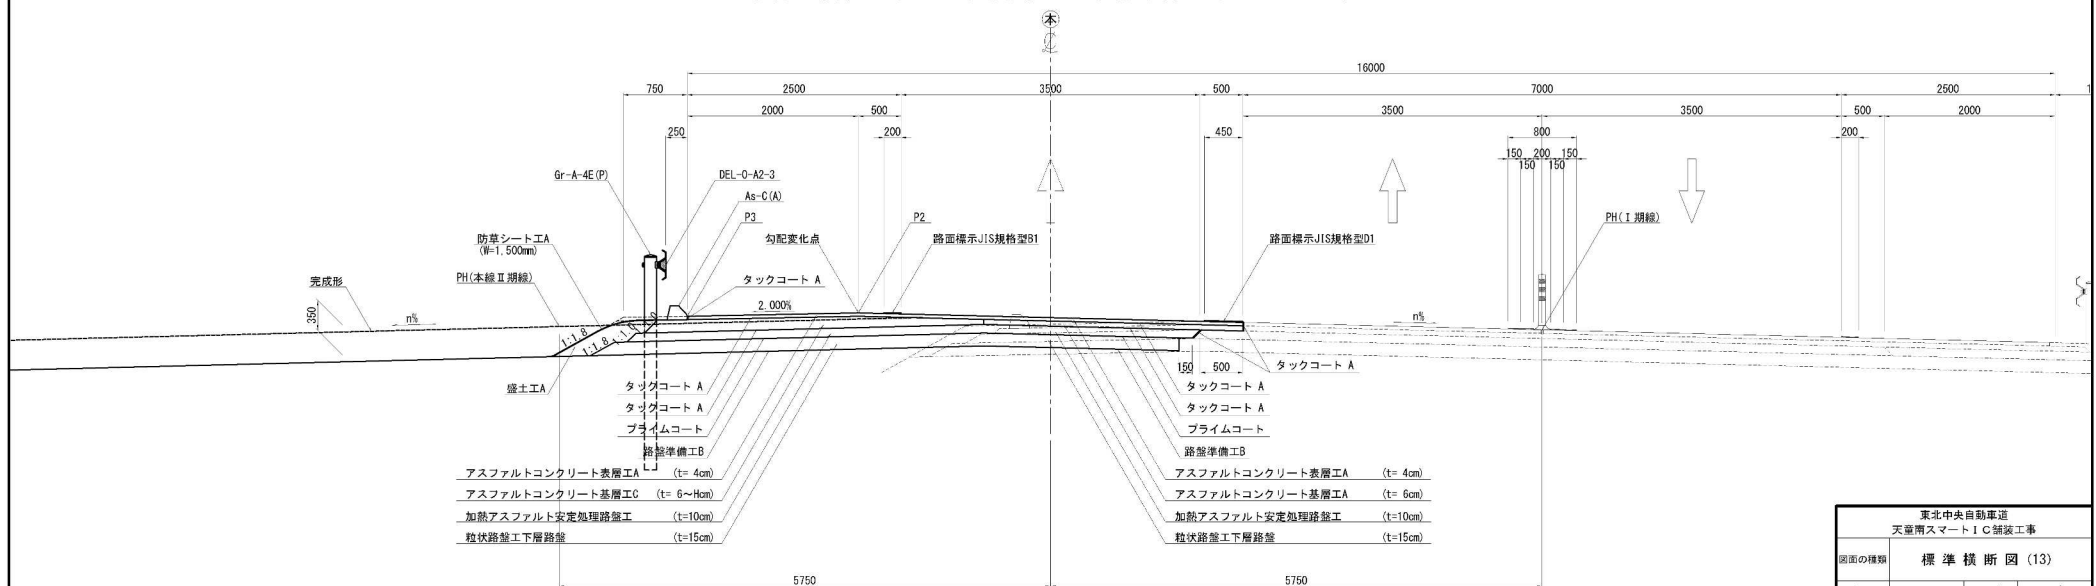 本
CL
16000
750
2500
3500
500
7000
2500
1
2000
500
3500
3500
500
2000
250
200
450
800
200
150 200 150
150 150
Gr-A-4E(P)
DEL-O-A2-3
As-C(A)
P3
P2
PH(Ⅰ期線)
防草シート工A
(W=1,500mm)
勾配変化点
路面標示JIS規格型B1
路面標示JIS規格型D1
PH(本線Ⅱ期線)
完成形
タックコート A
350
n%
2.000%
n%
1:1.8
1:1.8
1:1.0
盛土工A
150
500
タックコート A
タックコート A
タックコート A
タックコート A
タックコート A
プライムコート
プライムコート
路盤準備工B
路盤準備工B
アスファルトコンクリート表層工A (t= 4cm)
アスファルトコンクリート表層工A (t= 4cm)
アスファルトコンクリート基層工C (t= 6～Hcm)
アスファルトコンクリート基層工A (t= 6cm)
加熱アスファルト安定処理路盤工 (t=10cm)
加熱アスファルト安定処理路盤工 (t=10cm)
粒状路盤工下層路盤 (t=15cm)
粒状路盤工下層路盤 (t=15cm)
5750
5750
東北中央自動車道
天童南スマートＩＣ舗装工事
図面の種類 標準横断図(13)